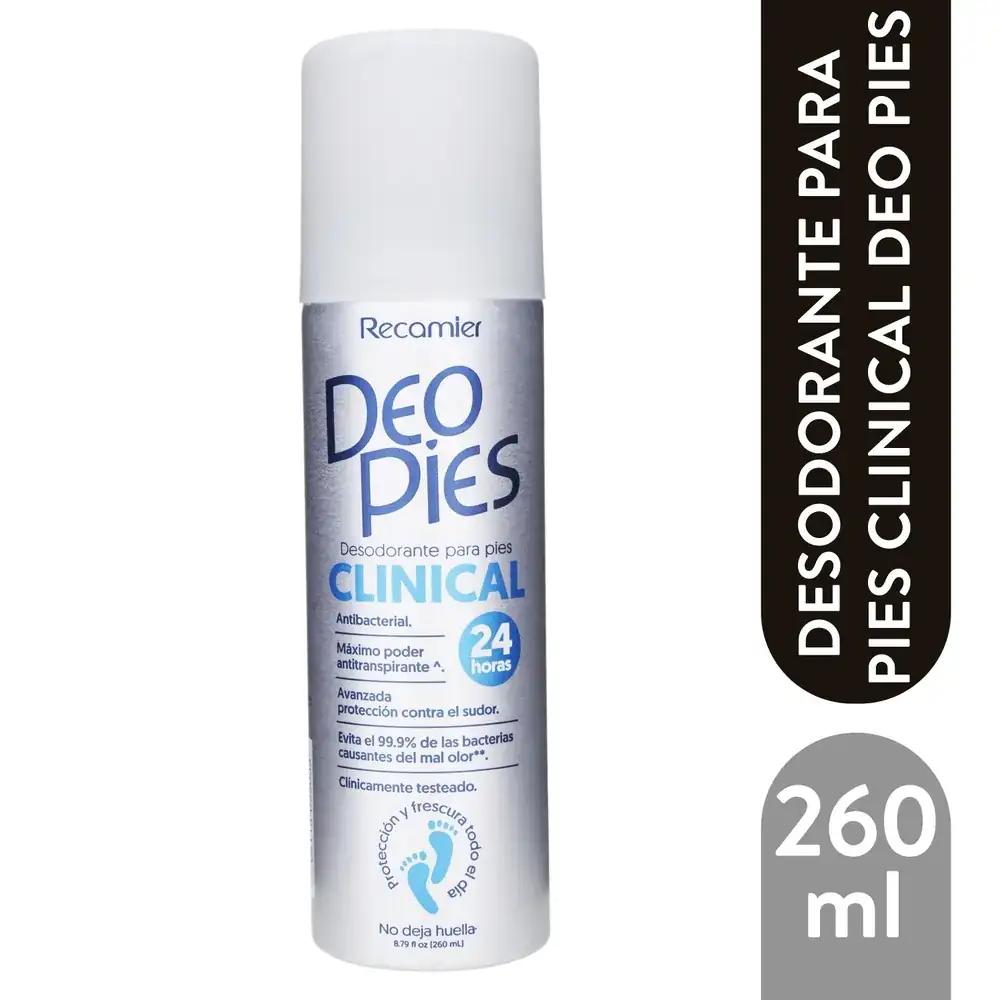 Recamier
DEO
PIES
Desodorante para pies
CLINICAL
Antibacterial.
Máximo poder
antitranspirante ^.
24
horas
Avanzada
protección contra el sudor.
Evita el 99.9% de las bacterias
causantes del mal olor**.
Clínicamente testeado.
Protección y frescura todo el día
No deja huella
8.79 fl oz (260 mL)
DESODORANTE PARA
PIES CLINICAL DEO PIES
260
ml